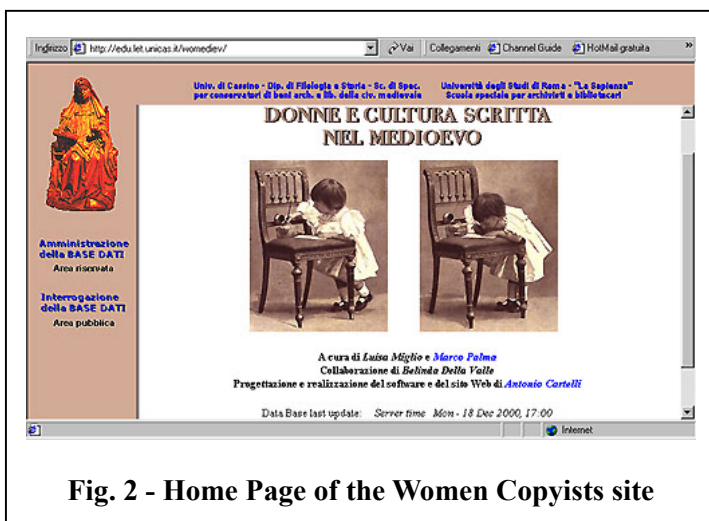 Indirizzo http://edu.let.unicas.it/womediev/ Vai Collegamenti Channel Guide HotMail gratuita »
Univ. di Cassino - Dip. di Filologia e Storia - Sc. di Spec.
per conservatori di beni arch. e lib. della civ. medievale
Università degli Studi di Roma - "La Sapienza"
Scuola speciale per archivisti e bibliotecari
DONNE E CULTURA SCRITTA
NEL MEDIOEVO
Amministrazione
della BASE DATI
Area riservata
Interrogazione
della BASE DATI
Area pubblica
A cura di Luisa Miglio e Marco Palma
Collaborazione di Belinda Della Valle
Progettazione e realizzazione del software e del sito Web di Antonio Cartelli
Data Base last update: Server time Mon - 18 Dec 2000, 17:00
Internet
Fig. 2 - Home Page of the Women Copyists site